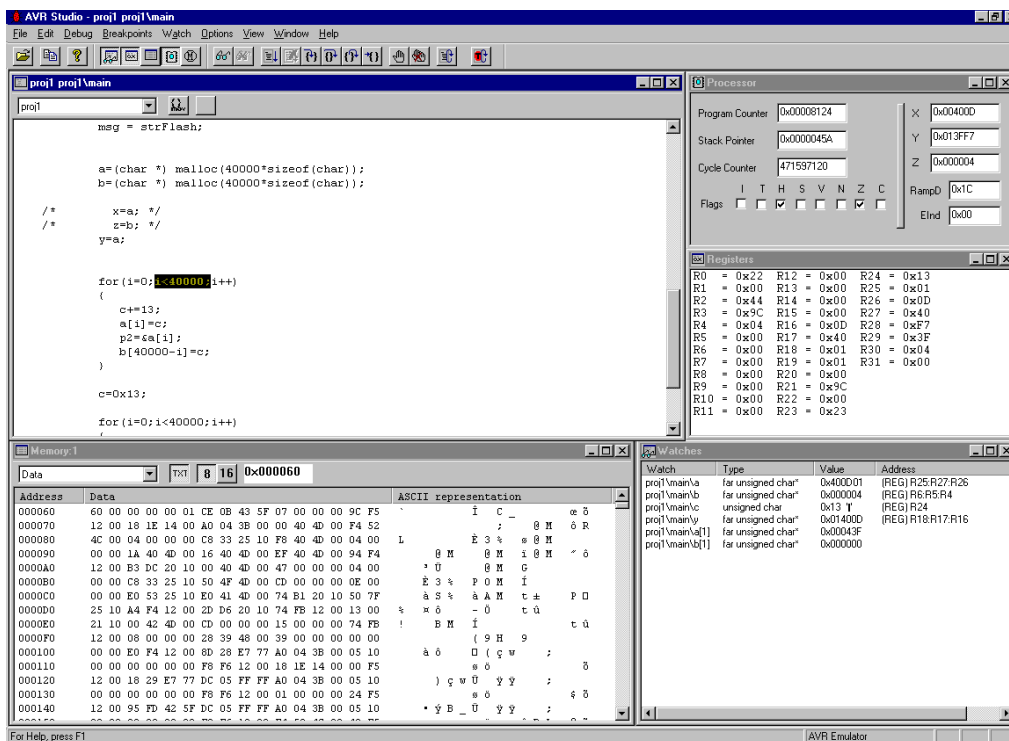 AVR Studio - proj1 proj1\main
File Edit Debug Breakpoints Watch Options View Window Help
proj1 proj1\main
proj1
msg = strFlash;
a=(char *) malloc(40000*sizeof(char));
b=(char *) malloc(40000*sizeof(char));
/* x=a; */
/* z=b; */
y=a;
for(i=0;i<40000;i++)
{
c+=13;
a[i]=c;
p2=&a[i];
b[40000-i]=c;
}
c=0x13;
for(i=0;i<40000;i++)
Processor
Program Counter 0x00008124 X 0x00400D
Stack Pointer 0x0000045A Y 0x013FF7
Cycle Counter 471597120 Z 0x000004
I T H S V N Z C RampD 0x1C
Flags EInd 0x00
Registers
R0 = 0x22 R12 = 0x00 R24 = 0x13
R1 = 0x00 R13 = 0x00 R25 = 0x01
R2 = 0x44 R14 = 0x00 R26 = 0x0D
R3 = 0x9C R15 = 0x00 R27 = 0x40
R4 = 0x04 R16 = 0x0D R28 = 0xF7
R5 = 0x00 R17 = 0x40 R29 = 0x3F
R6 = 0x00 R18 = 0x01 R30 = 0x04
R7 = 0x00 R19 = 0x01 R31 = 0x00
R8 = 0x00 R20 = 0x00
R9 = 0x00 R21 = 0x9C
R10 = 0x00 R22 = 0x00
R11 = 0x00 R23 = 0x23
Memory:1
Data TXT 8 16 0x000060
Address Data ASCII representation
000060 60 00 00 00 00 01 CE 0B 43 5F 07 00 00 00 9C F5
000070 12 00 18 1E 14 00 A0 04 3B 00 00 40 4D 00 F4 52
000080 4C 00 04 00 00 00 C8 33 25 10 F8 40 4D 00 04 00
000090 00 00 1A 40 4D 00 16 40 4D 00 EF 40 4D 00 94 F4
0000A0 12 00 B3 DC 20 10 00 40 4D 00 47 00 00 00 04 00
0000B0 00 00 C8 33 25 10 50 4F 4D 00 CD 00 00 00 0E 00
0000C0 00 00 E0 53 25 10 E0 41 4D 00 74 B1 20 10 50 7F
0000D0 25 10 A4 F4 12 00 2D D6 20 10 74 FB 12 00 13 00
0000E0 21 10 00 42 4D 00 CD 00 00 00 15 00 00 00 74 FB
0000F0 12 00 08 00 00 00 28 39 48 00 39 00 00 00 00 00
000100 00 00 E0 F4 12 00 8D 28 E7 77 A0 04 3B 00 05 10
000110 00 00 00 00 00 00 F8 F6 12 00 18 1E 14 00 00 F5
000120 12 00 18 29 E7 77 DC 05 FF FF A0 04 3B 00 05 10
000130 00 00 00 00 00 00 F8 F6 12 00 01 00 00 00 24 F5
000140 12 00 95 FD 42 5F DC 05 FF FF A0 04 3B 00 05 10
Watches
Watch Type Value Address
proj1\main\a far unsigned char* 0x400D01 (REG) R25:R27:R26
proj1\main\b far unsigned char* 0x000004 (REG) R6:R5:R4
proj1\main\c unsigned char 0x13 (REG) R24
proj1\main\y far unsigned char* 0x01400D (REG) R18:R17:R16
proj1\main\a[1] far unsigned char* 0x00043F
proj1\main\b[1] far unsigned char* 0x000000
For Help, press F1
AVR Emulator